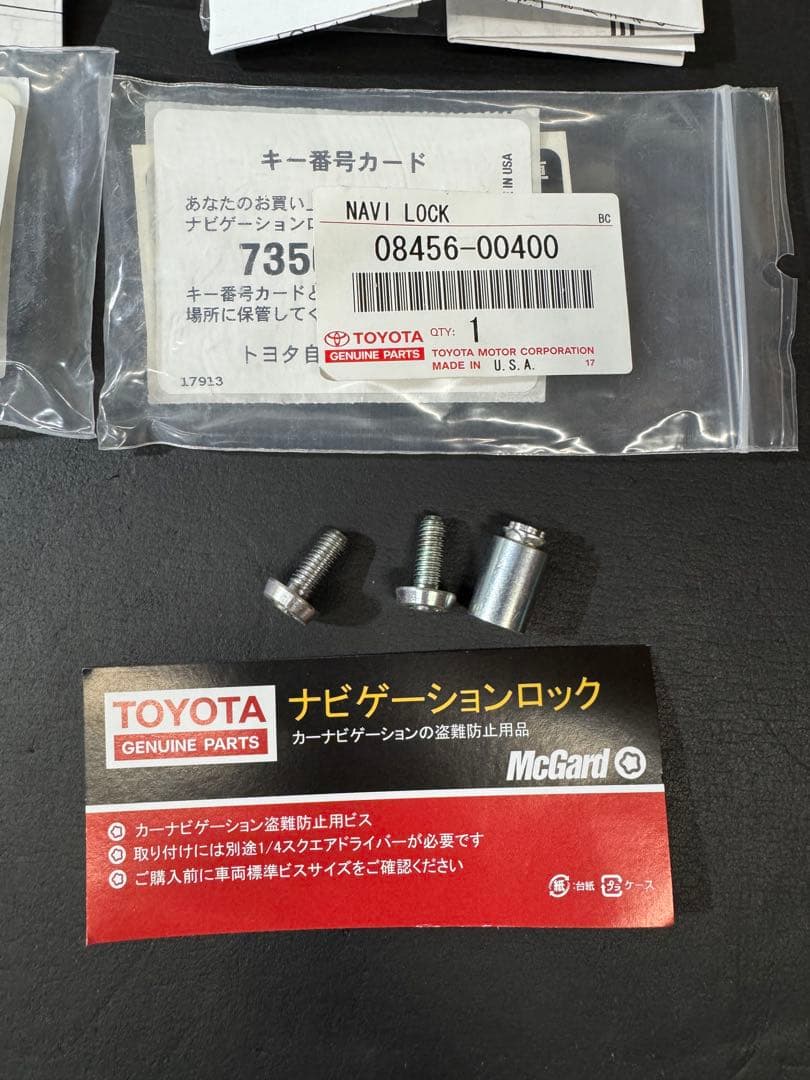 キー番号カード
あなたのお買い上
ナビゲーションロ
735
キー番号カードと
場所に保管してく
トヨタ自
17913
IN USA
NAVI LOCK
BC
08456-00400
TOYOTA
GENUINE PARTS
QTY: 1
TOYOTA MOTOR CORPORATION
MADE IN U.S.A.
17
TOYOTA
GENUINE PARTS
ナビゲーションロック
カーナビゲーションの盗難防止用品
McGard
カーナビゲーション盗難防止用ビス
取り付けには別途1/4スクエアドライバーが必要です
ご購入前に車両標準ビスサイズをご確認ください
紙:台紙 プラ ケース